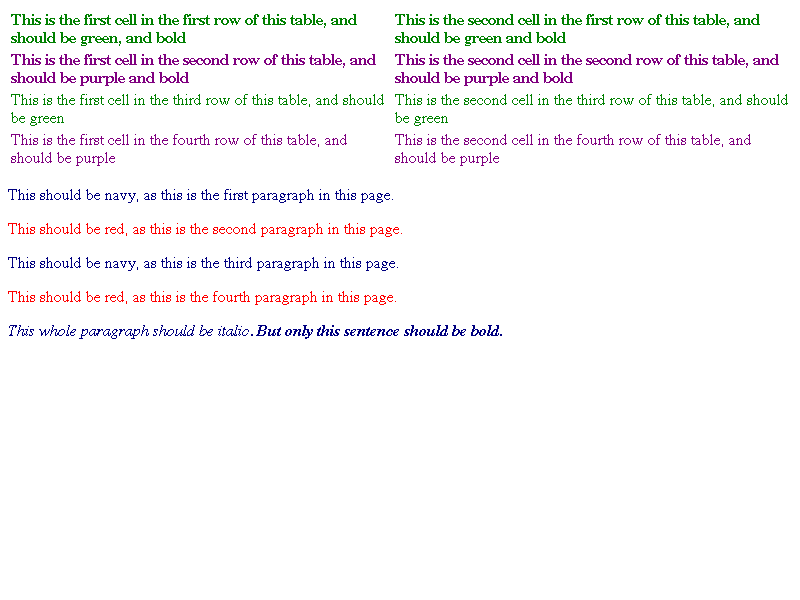 This is the first cell in the first row of this table, and
should be green, and bold
This is the second cell in the first row of this table, and
should be green and bold
This is the first cell in the second row of this table, and
should be purple and bold
This is the second cell in the second row of this table, and
should be purple and bold
This is the first cell in the third row of this table, and should
be green
This is the second cell in the third row of this table, and should
be green
This is the first cell in the fourth row of this table, and
should be purple
This is the second cell in the fourth row of this table, and
should be purple
This should be navy, as this is the first paragraph in this page.
This should be red, as this is the second paragraph in this page.
This should be navy, as this is the third paragraph in this page.
This should be red, as this is the fourth paragraph in this page.
This whole paragraph should be italic. But only this sentence should be bold.